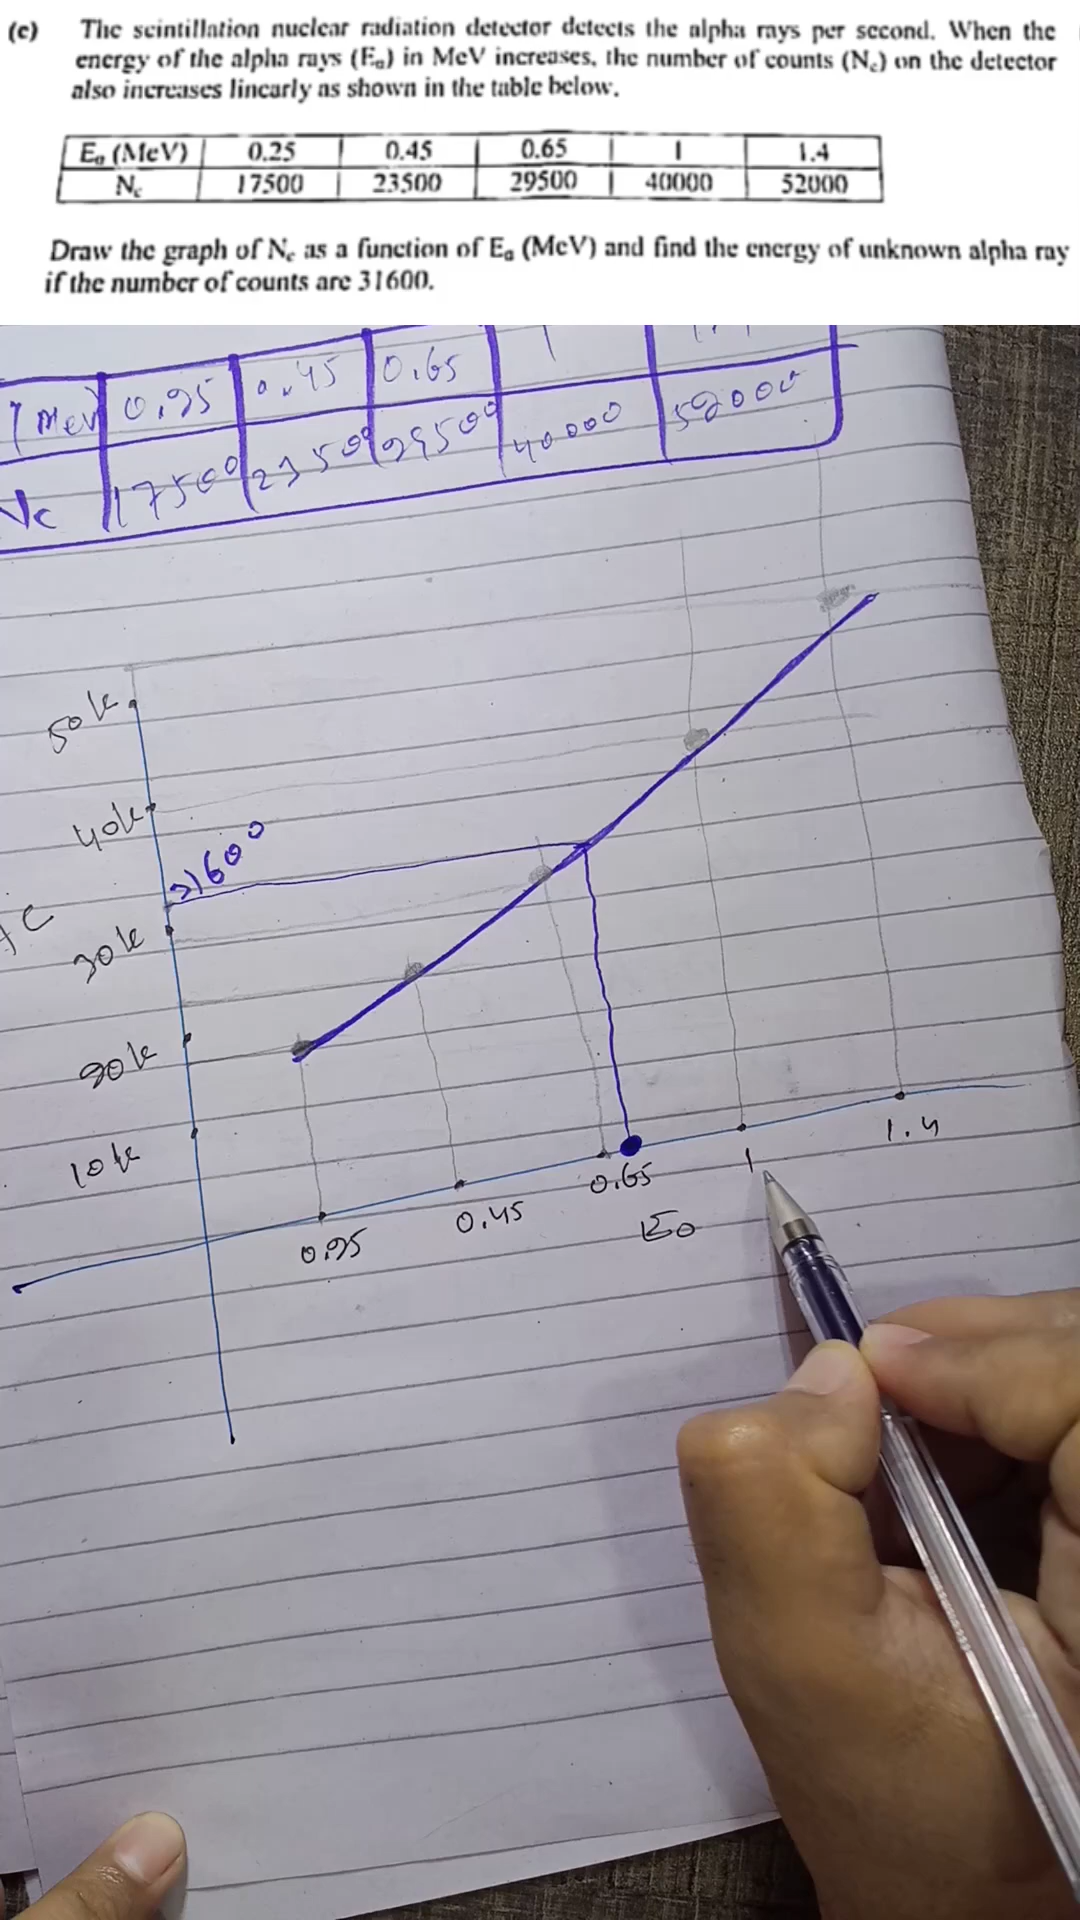 (c) The scintillation nuclear radiation detector detects the alpha rays per second. When the
energy of the alpha rays (Eα) in MeV increases, the number of counts (Nc) on the detector
also increases linearly as shown in the table below.
Eα (MeV) 0.25 0.45 0.65 1 1.4
Nc 17500 23500 29500 40000 52000
Draw the graph of Nc as a function of Eα (MeV) and find the energy of unknown alpha ray
if the number of counts are 31600.
MeV 0.25 0.45 0.65 1
Nc 17500 23500 29500 40000 52000
50k
40k
31600
30k
20k
10k
0.25 0.45 0.65 1 1.4